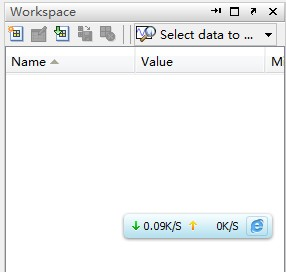 Workspace
Select data to ...
Name Value M
0.09K/S 0K/S